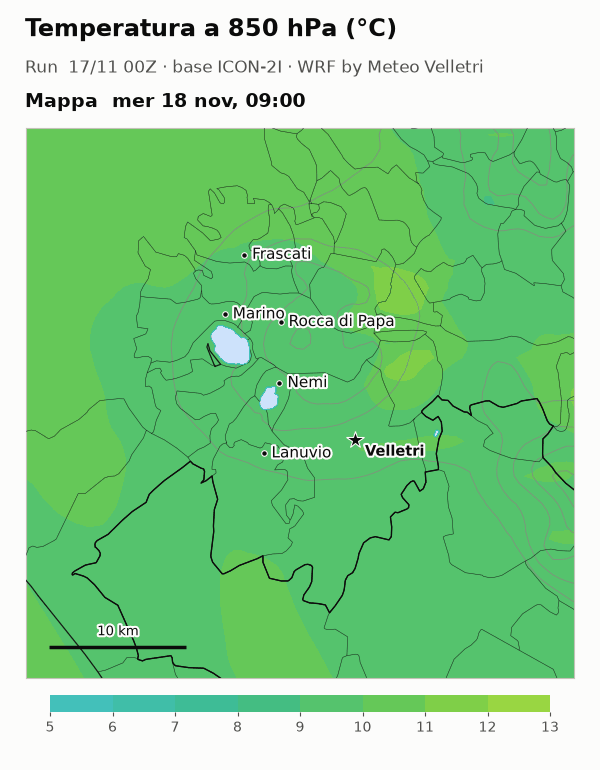 Temperatura a 850 hPa (°C)
Run  17/11 00Z · base ICON-2I · WRF by Meteo Velletri
Mappa  mer 18 nov, 09:00
Frascati
Marino
Rocca di Papa
Nemi
Velletri
Lanuvio
10 km
5 6 7 8 9 10 11 12 13